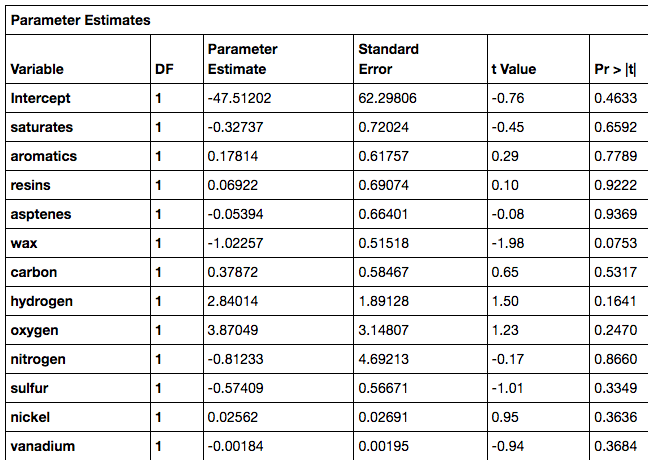 Parameter Estimates
Variable DF Parameter Estimate Standard Error t Value Pr > |t|
Intercept 1 -47.51202 62.29806 -0.76 0.4633
saturates 1 -0.32737 0.72024 -0.45 0.6592
aromatics 1 0.17814 0.61757 0.29 0.7789
resins 1 0.06922 0.69074 0.10 0.9222
asptenes 1 -0.05394 0.66401 -0.08 0.9369
wax 1 -1.02257 0.51518 -1.98 0.0753
carbon 1 0.37872 0.58467 0.65 0.5317
hydrogen 1 2.84014 1.89128 1.50 0.1641
oxygen 1 3.87049 3.14807 1.23 0.2470
nitrogen 1 -0.81233 4.69213 -0.17 0.8660
sulfur 1 -0.57409 0.56671 -1.01 0.3349
nickel 1 0.02562 0.02691 0.95 0.3636
vanadium 1 -0.00184 0.00195 -0.94 0.3684